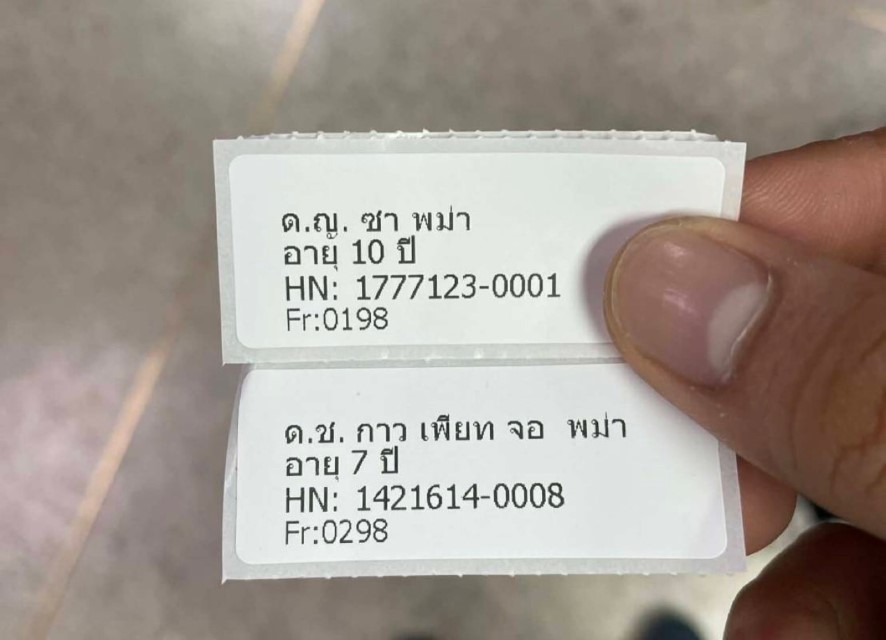 ด.ญ. ซา พม่า
อายุ 10 ปี
HN: 1777123-0001
Fr:0198
ด.ช. กาว เพียท จอ พม่า
อายุ 7 ปี
HN: 1421614-0008
Fr:0298